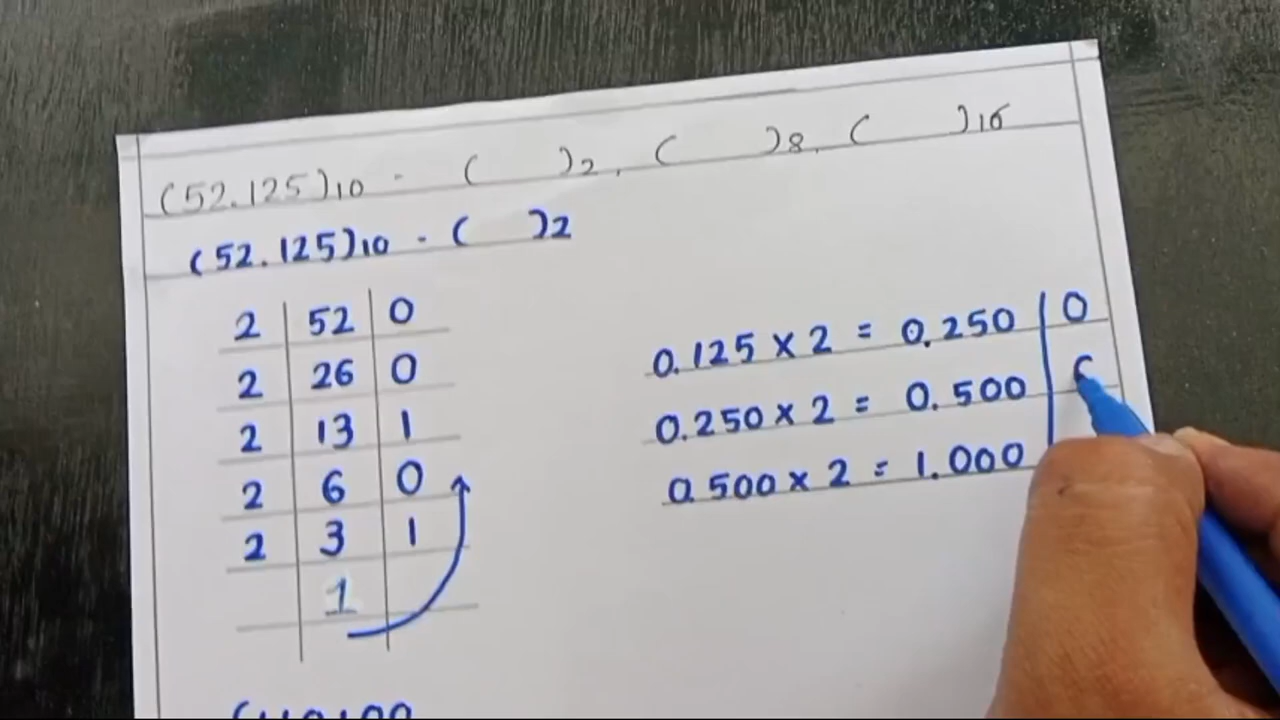 (52.125)10 - ( )2, ( )8, ( )16
(52.125)10 - ( )2
2 | 52 | 0
2 | 26 | 0
2 | 13 | 1
2 | 6 | 0
2 | 3 | 1
1
(110100
0.125 x 2 = 0.250 | 0
0.250 x 2 = 0.500 |
0.500 x 2 = 1.000